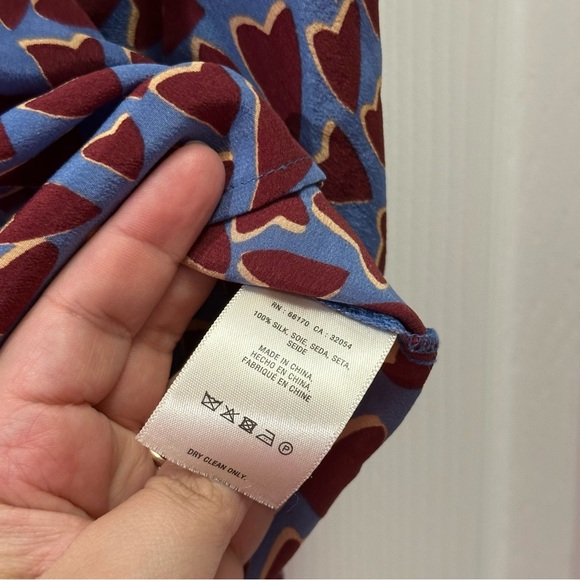 RN : 66170 CA : 32054
100% SILK, SOIE, SEDA, SETA,
SEIDE
MADE IN CHINA,
HECHO EN CHINA,
FABRIQUÉ EN CHINE
P
DRY CLEAN ONLY.